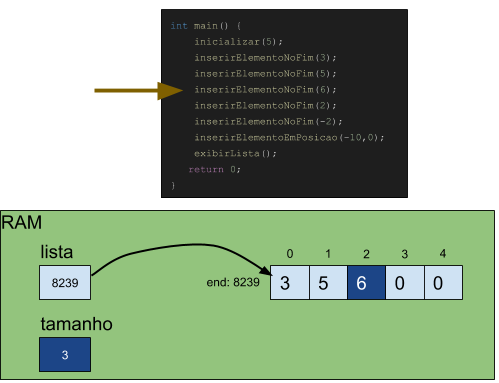 int main() {
inicializar(5);
inserirElementoNoFim(3);
inserirElementoNoFim(5);
inserirElementoNoFim(6);
inserirElementoNoFim(2);
inserirElementoNoFim(-2);
inserirElementoEmPosicao(-10,0);
exibirLista();
return 0;
}
RAM
lista
0 1 2 3 4
8239
end: 8239
3 5 6 0 0
tamanho
3